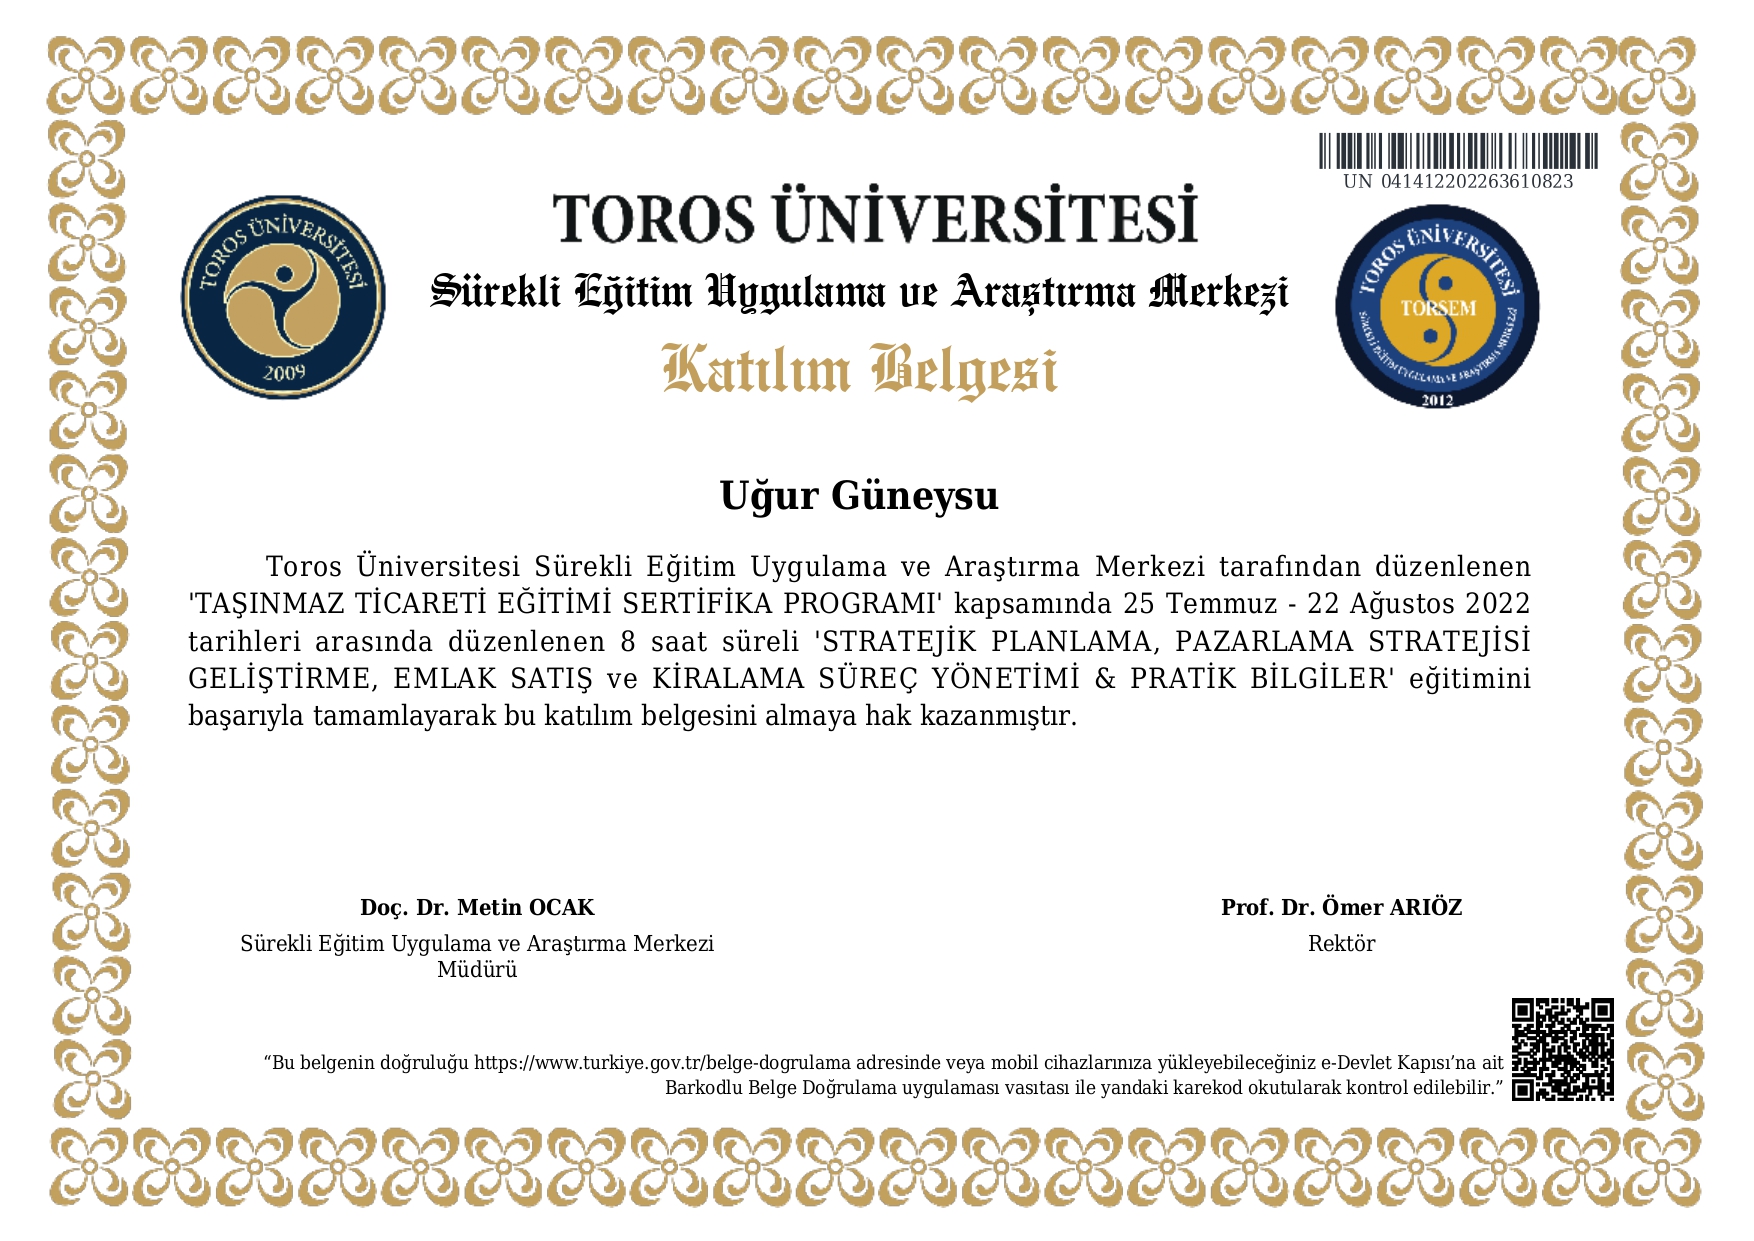 UN 041412202263610823
TOROS ÜNİVERSİTESİ
Sürekli Eğitim Uygulama ve Araştırma Merkezi
Katılım Belgesi
TOROS ÜNİVERSİTESİ
2009
TOROS ÜNİVERSİTESİ
TORSEM
SÜREKLİ EĞİTİM UYGULAMA VE ARAŞTIRMA MERKEZİ
2012
Uğur Güneysu
Toros Üniversitesi Sürekli Eğitim Uygulama ve Araştırma Merkezi tarafından düzenlenen
'TAŞINMAZ TİCARETİ EĞİTİMİ SERTİFİKA PROGRAMI' kapsamında 25 Temmuz - 22 Ağustos 2022
tarihleri arasında düzenlenen 8 saat süreli 'STRATEJİK PLANLAMA, PAZARLAMA STRATEJİSİ
GELİŞTİRME, EMLAK SATIŞ ve KİRALAMA SÜREÇ YÖNETİMİ & PRATİK BİLGİLER' eğitimini
başarıyla tamamlayarak bu katılım belgesini almaya hak kazanmıştır.
Doç. Dr. Metin OCAK
Sürekli Eğitim Uygulama ve Araştırma Merkezi
Müdürü
Prof. Dr. Ömer ARIÖZ
Rektör
“Bu belgenin doğruluğu https://www.turkiye.gov.tr/belge-dogrulama adresinde veya mobil cihazlarınıza yükleyebileceğiniz e-Devlet Kapısı’na ait
Barkodlu Belge Doğrulama uygulaması vasıtası ile yandaki karekod okutularak kontrol edilebilir.”